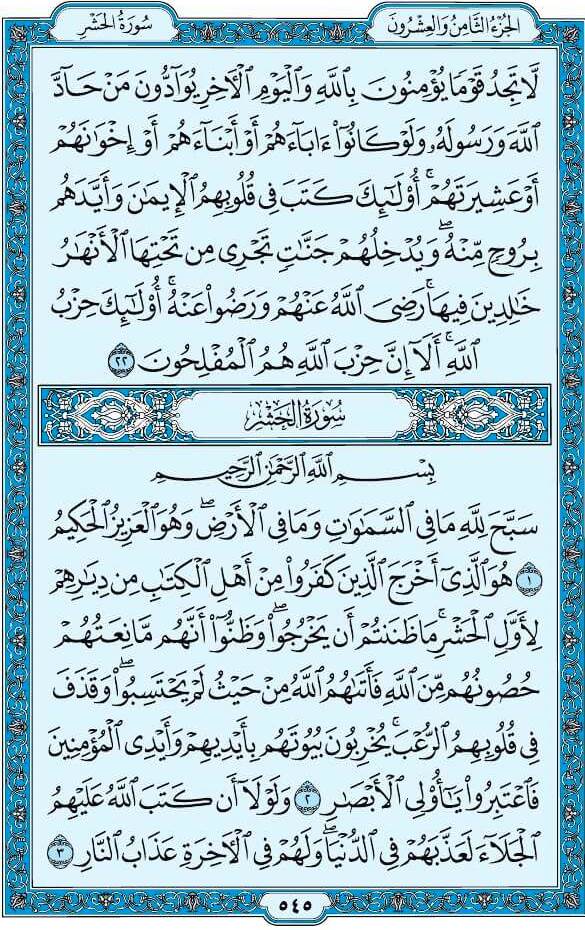 الجُزْءُ الثَّامِنُ وَالعِشْرُونَ
سُورَةُ الحَشْرِ
لَّا تَجِدُ قَوْمًا يُؤْمِنُونَ بِاللَّهِ وَالْيَوْمِ الْآخِرِ يُوَادُّونَ مَنْ حَادَّ
اللَّهَ وَرَسُولَهُ وَلَوْ كَانُوا ءَابَاءَهُمْ أَوْ أَبْنَاءَهُمْ أَوْ إِخْوَانَهُمْ
أَوْ عَشِيرَتَهُمْ ۚ أُولَٰئِكَ كَتَبَ فِي قُلُوبِهِمُ الْإِيمَانَ وَأَيَّدَهُم
بِرُوحٍ مِّنْهُ ۖ وَيُدْخِلُهُمْ جَنَّاتٍ تَجْرِي مِن تَحْتِهَا الْأَنْهَارُ
خَالِدِينَ فِيهَا ۚ رَضِيَ اللَّهُ عَنْهُمْ وَرَضُوا عَنْهُ ۚ أُولَٰئِكَ حِزْبُ
اللَّهِ ۚ أَلَا إِنَّ حِزْبَ اللَّهِ هُمُ الْمُفْلِحُونَ ٢٢
سُورَةُ الحَشْرِ
بِسْمِ اللَّهِ الرَّحْمَٰنِ الرَّحِيمِ
سَبَّحَ لِلَّهِ مَا فِي السَّمَاوَاتِ وَمَا فِي الْأَرْضِ ۖ وَهُوَ الْعَزِيزُ الْحَكِيمُ
١ هُوَ الَّذِي أَخْرَجَ الَّذِينَ كَفَرُوا مِنْ أَهْلِ الْكِتَابِ مِن دِيَارِهِمْ
لِأَوَّلِ الْحَشْرِ ۚ مَا ظَنَنتُمْ أَن يَخْرُجُوا ۖ وَظَنُّوا أَنَّهُم مَّانِعَتُهُمْ
حُصُونُهُم مِّنَ اللَّهِ فَأَتَاهُمُ اللَّهُ مِنْ حَيْثُ لَمْ يَحْتَسِبُوا ۖ وَقَذَفَ
فِي قُلُوبِهِمُ الرُّعْبَ ۚ يُخْرِبُونَ بُيُوتَهُم بِأَيْدِيهِمْ وَأَيْدِي الْمُؤْمِنِينَ
فَاعْتَبِرُوا يَا أُولِي الْأَبْصَارِ ٢ وَلَوْلَا أَن كَتَبَ اللَّهُ عَلَيْهِمُ
الْجَلَاءَ لَعَذَّبَهُمْ فِي الدُّنْيَا ۖ وَلَهُمْ فِي الْآخِرَةِ عَذَابُ النَّارِ ٣
٥٤٥